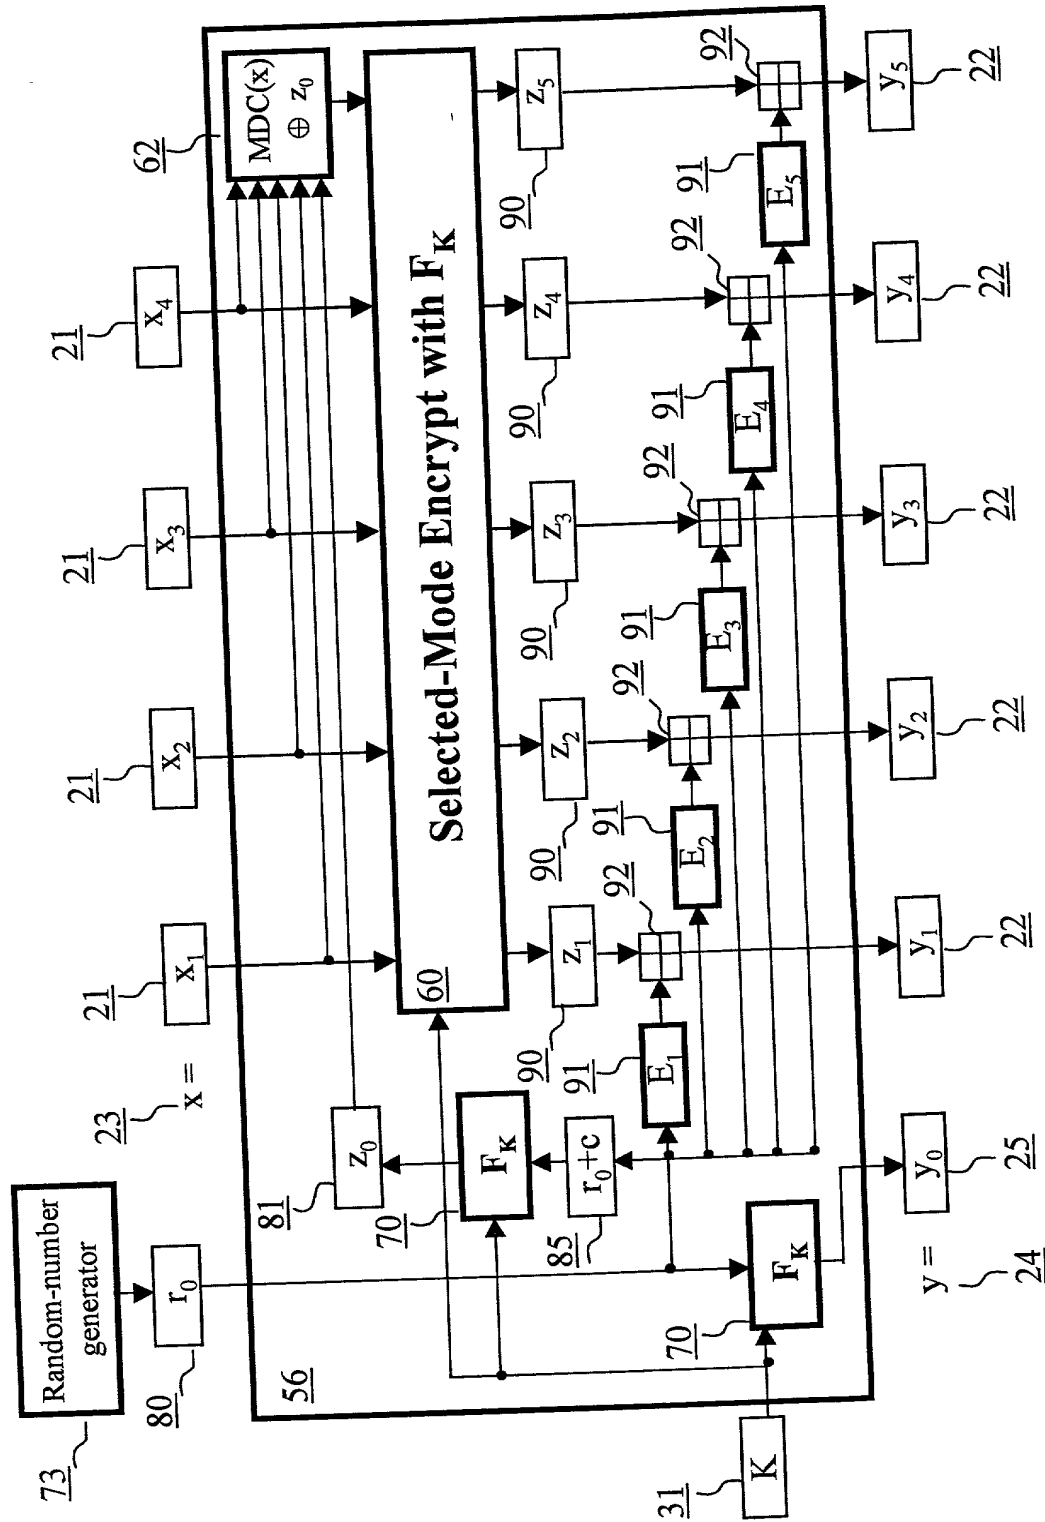 73
Random-number
generator
80
r₀
23
x =
21
x₁
21
x₂
21
x₃
21
x₄
62
MDC(x)
⊕ z₀
56
81
z₀
70
F_K
85
r₀+c
60
Selected-Mode Encrypt with F_K
90
z₁
90
z₂
90
z₃
90
z₄
90
z₅
91
E₁
92
91
E₂
92
91
E₃
92
91
E₄
92
91
E₅
92
31
K
70
F_K
24
y =
y₀
25
y₁
22
y₂
22
y₃
22
y₄
22
y₅
22